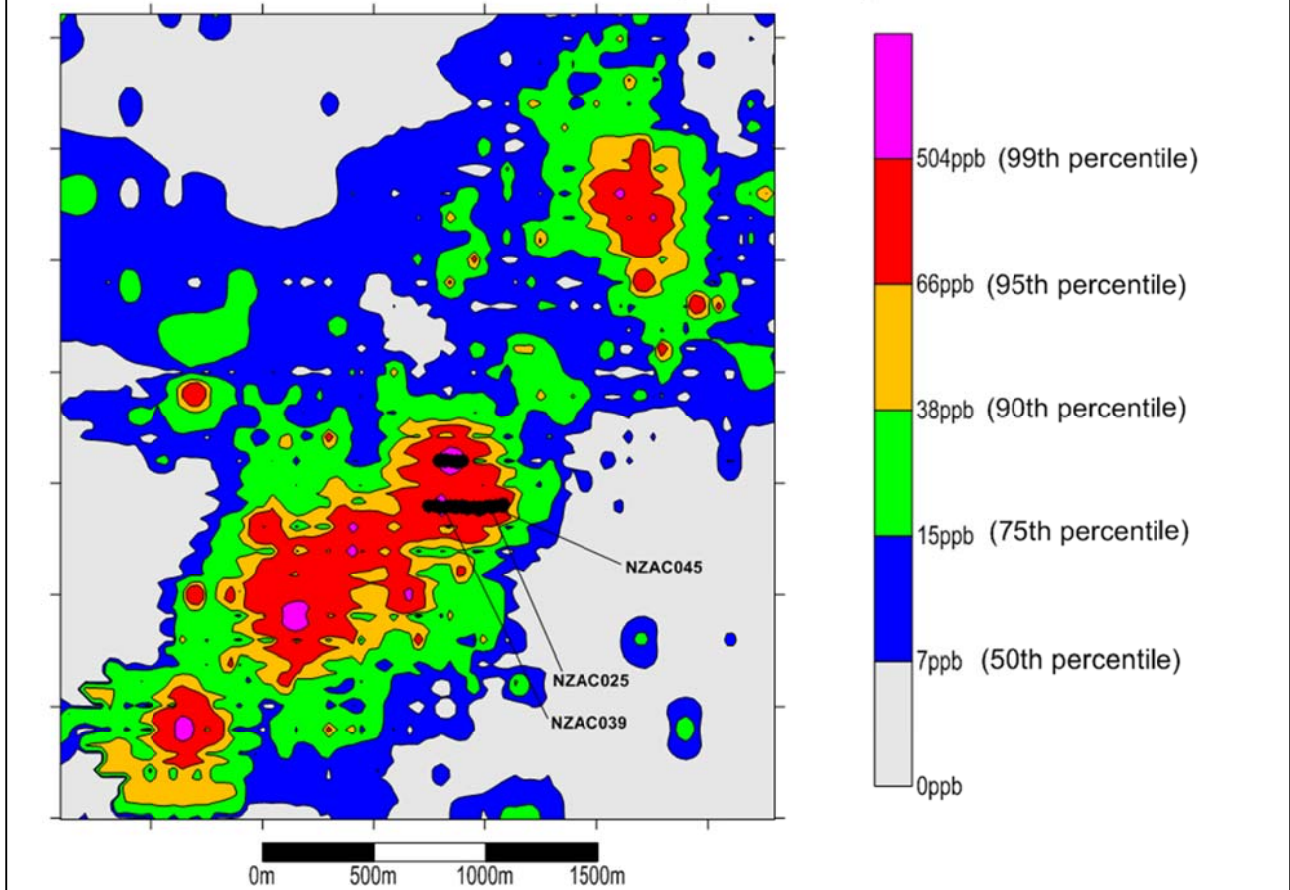 504ppb (99th percentile)
66ppb (95th percentile)
38ppb (90th percentile)
15ppb (75th percentile)
7ppb (50th percentile)
0ppb
NZAC045
NZAC025
NZAC039
0m 500m 1000m 1500m